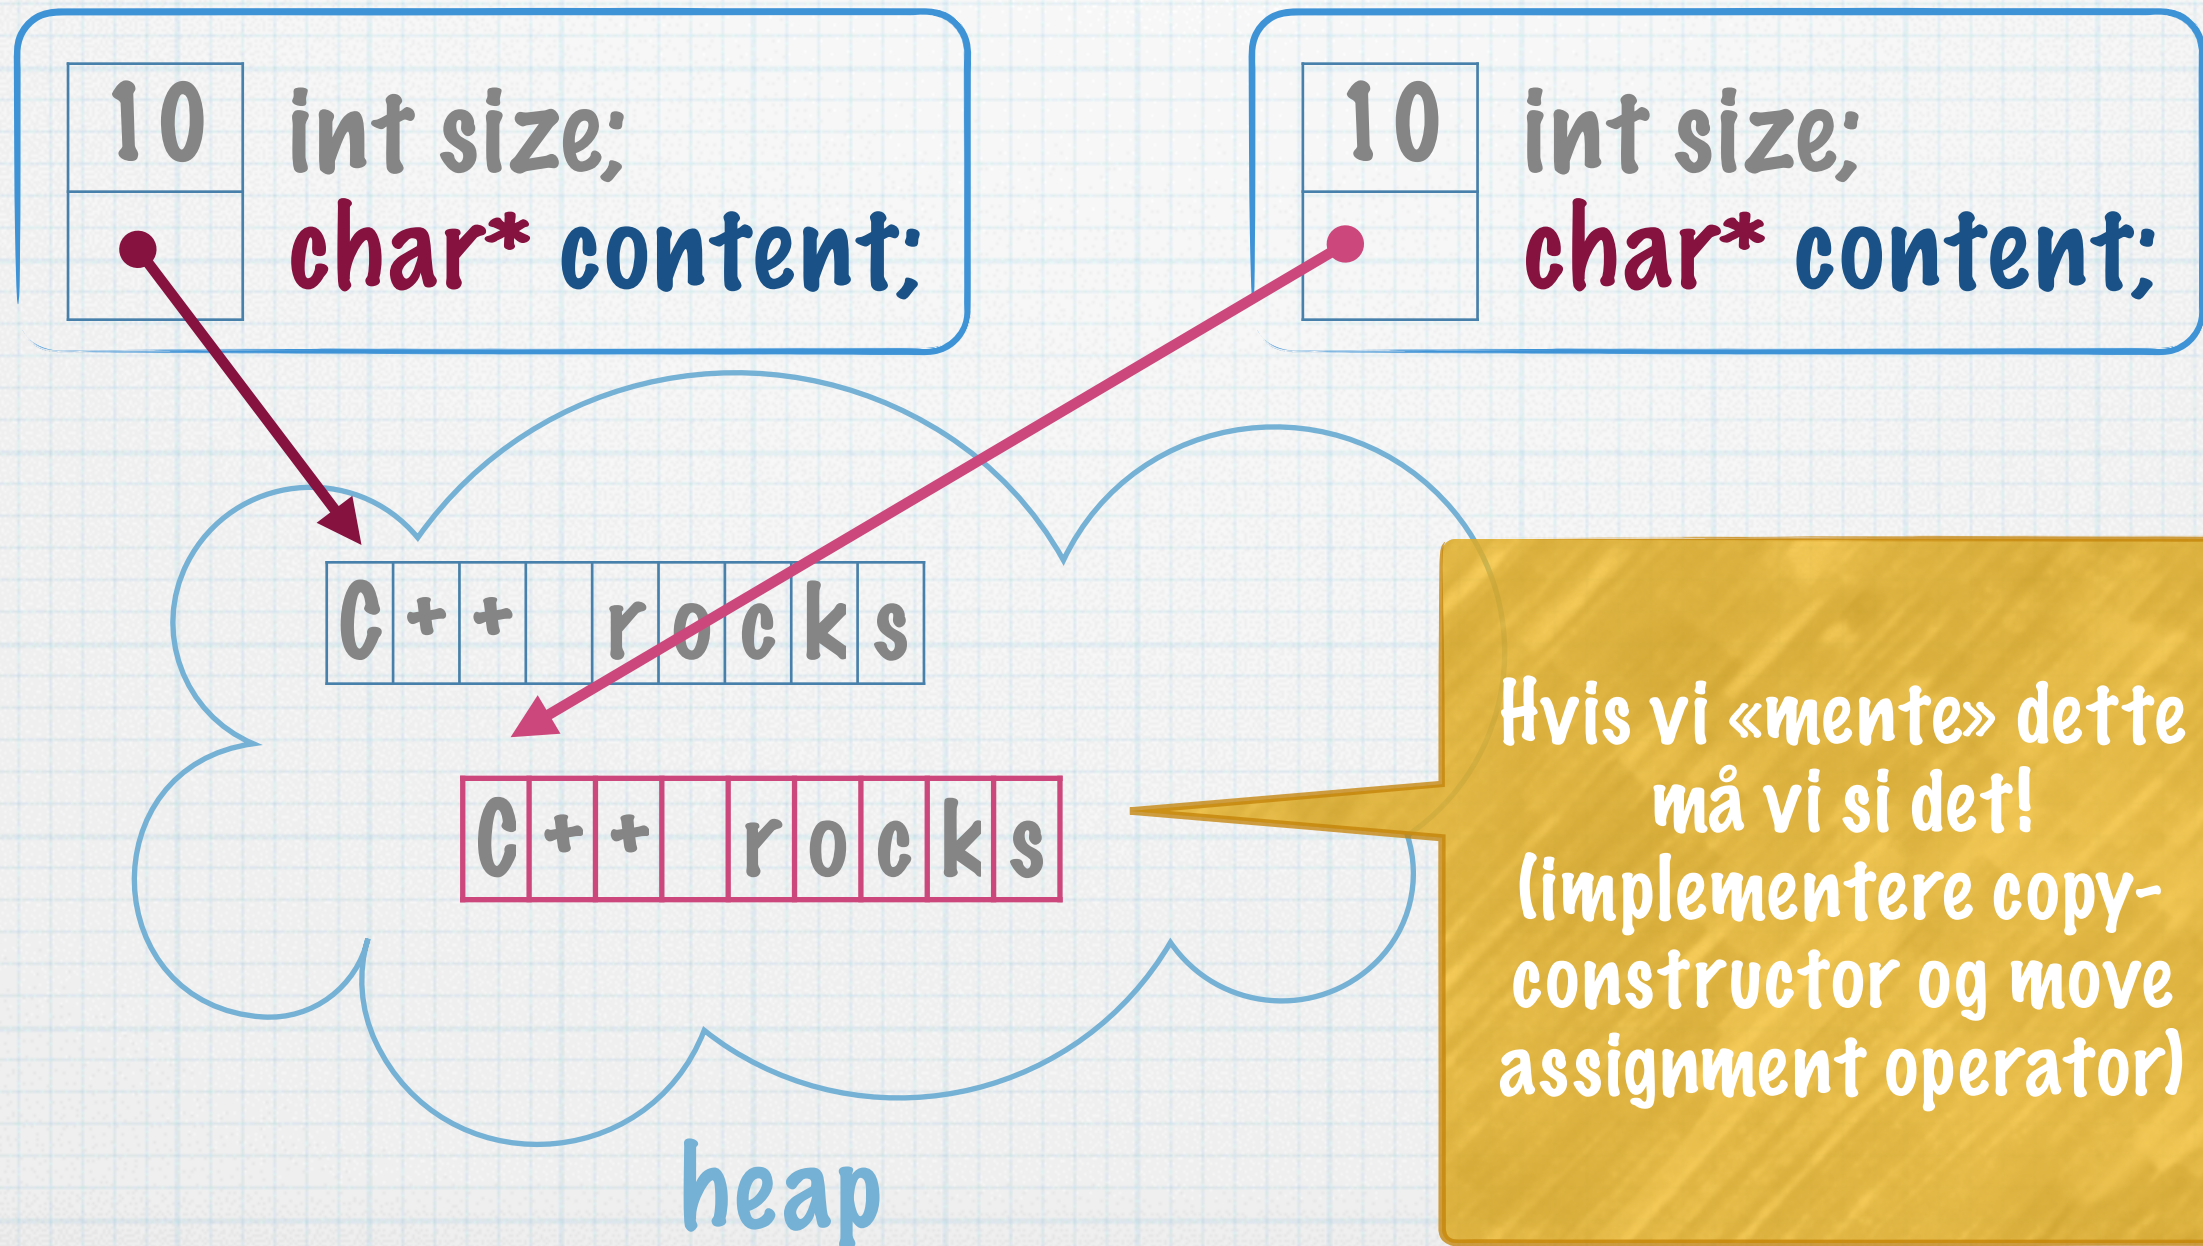 10 int size;
char* content;
10 int size;
char* content;
C++ rocks
C++ rocks
Hvis vi «mente» dette
må vi si det!
(implementere copy-
constructor og move
assignment operator)
heap